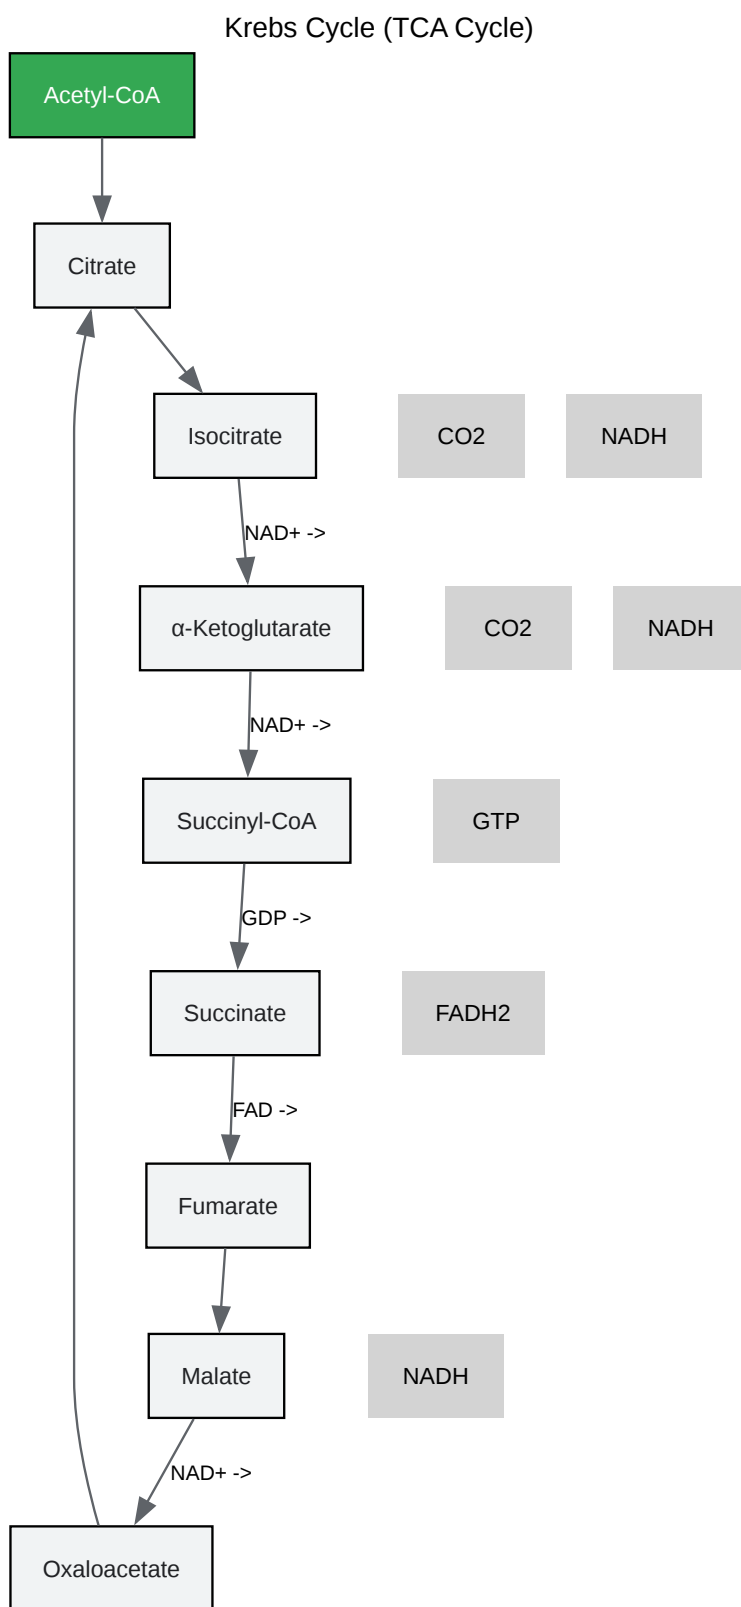 Krebs Cycle (TCA Cycle)
Acetyl-CoA
Citrate
Isocitrate
CO2
NADH
NAD+ ->
α-Ketoglutarate
CO2
NADH
NAD+ ->
Succinyl-CoA
GTP
GDP ->
Succinate
FADH2
FAD ->
Fumarate
Malate
NADH
NAD+ ->
Oxaloacetate